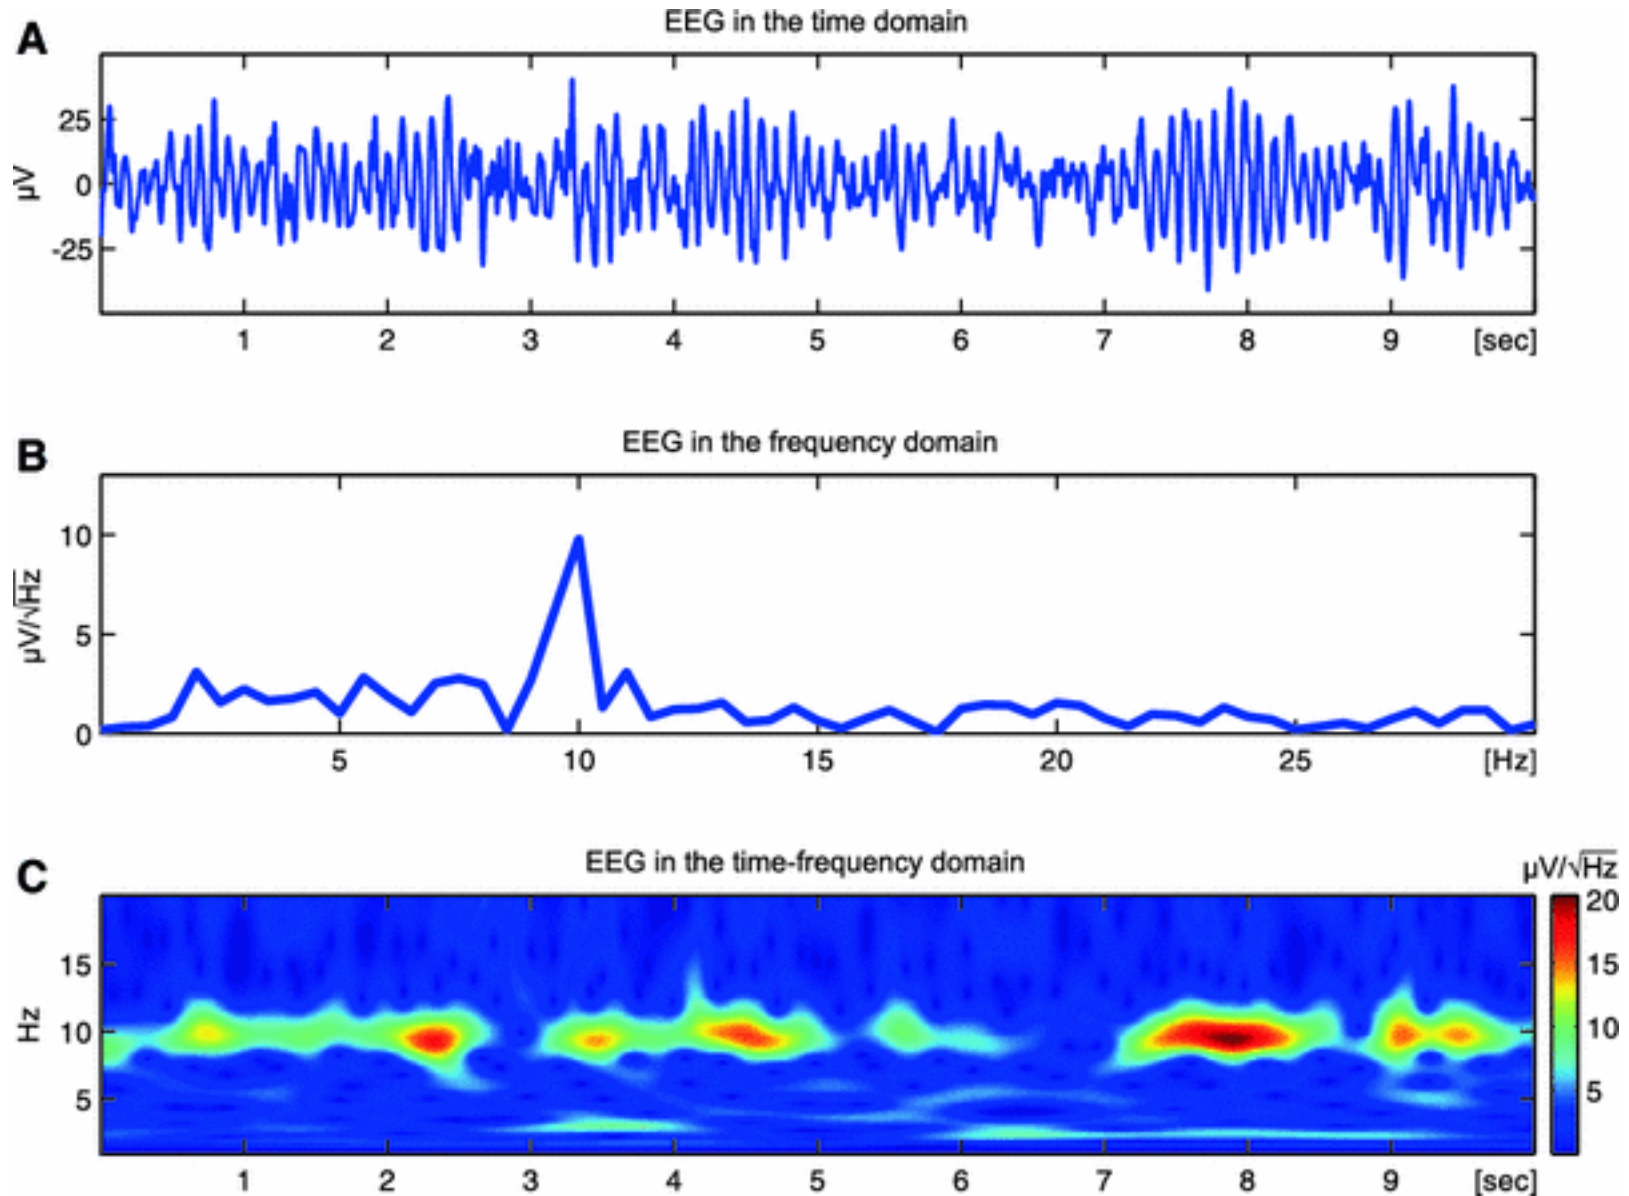 A
EEG in the time domain
µV
25
0
-25
1 2 3 4 5 6 7 8 9 [sec]
B
EEG in the frequency domain
µV/√Hz
10
5
0
5 10 15 20 25 [Hz]
C
EEG in the time-frequency domain
µV/√Hz
Hz
15
10
5
20
15
10
5
1 2 3 4 5 6 7 8 9 [sec]